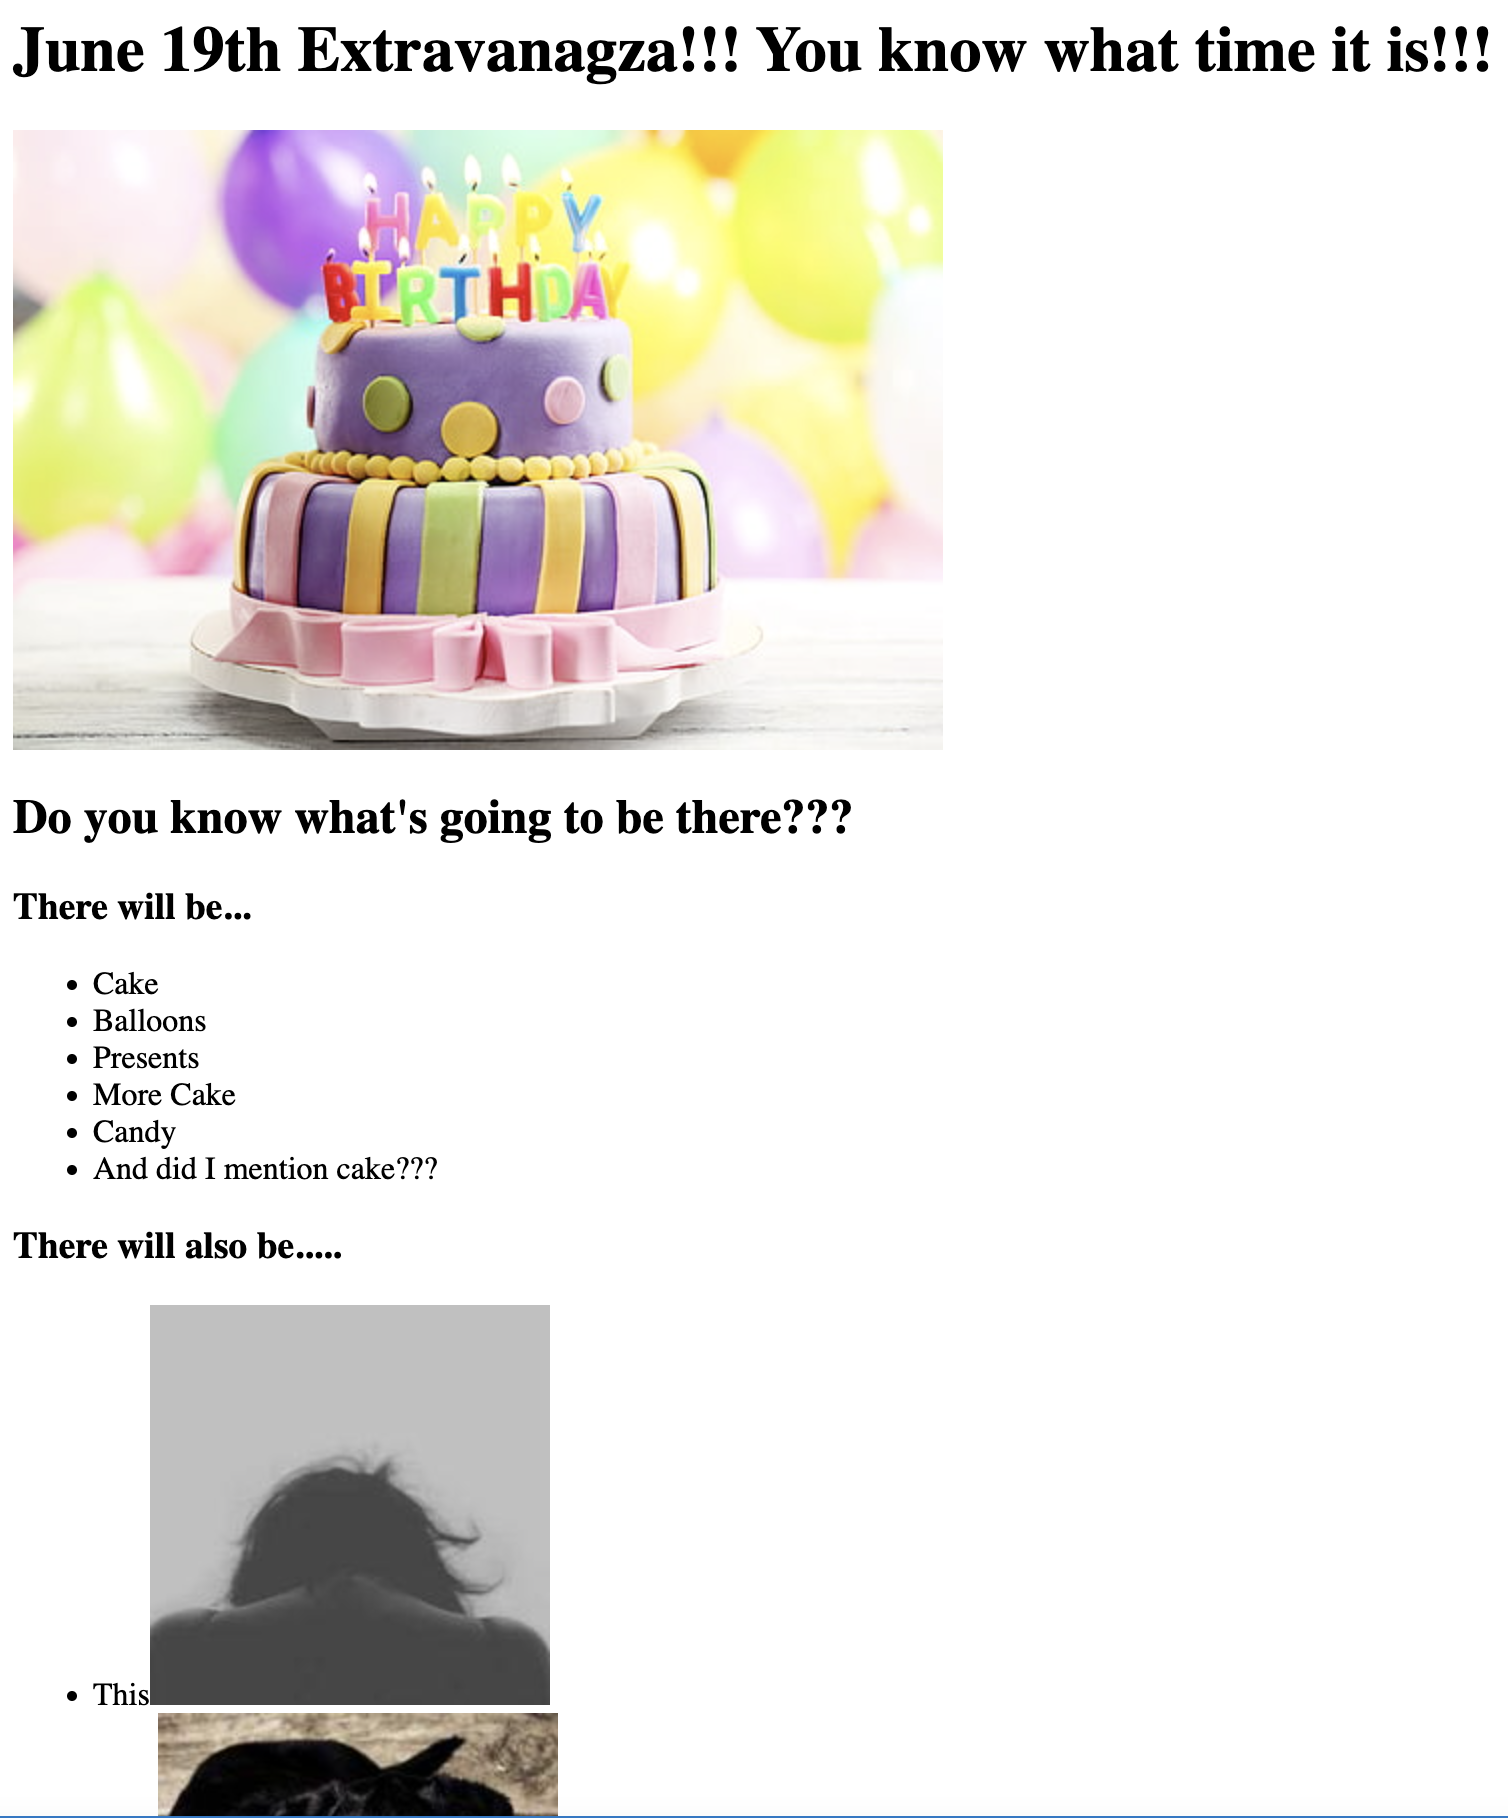 June 19th Extravanagza!!! You know what time it is!!!
HAPPY
BIRTHDAY
Do you know what's going to be there???
There will be...
Cake
Balloons
Presents
More Cake
Candy
And did I mention cake???
There will also be.....
This